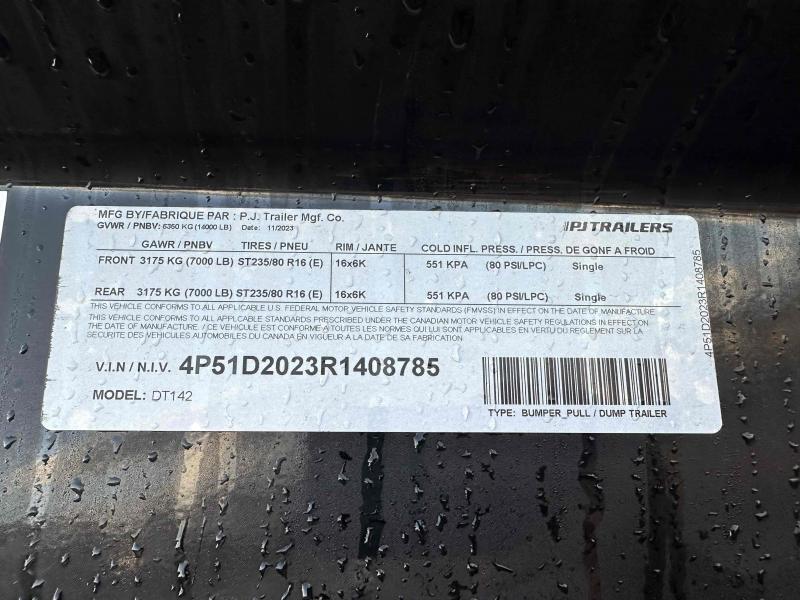 MFG BY/FABRIQUE PAR : P.J. Trailer Mfg. Co.
GVWR / PNBV: 6350 KG (14000 LB) Date: 11/2023
PJTRAILERS
GAWR / PNBV TIRES / PNEU RIM / JANTE COLD INFL. PRESS. / PRESS. DE GONF A FROID
FRONT 3175 KG (7000 LB) ST235/80 R16 (E) 16x6K 551 KPA (80 PSI/LPC) Single
REAR 3175 KG (7000 LB) ST235/80 R16 (E) 16x6K 551 KPA (80 PSI/LPC) Single
THIS VEHICLE CONFORMS TO ALL APPLICABLE U.S. FEDERAL MOTOR VEHICLE SAFETY STANDARDS (FMVSS) IN EFFECT ON THE DATE OF MANUFACTURE
THIS VEHICLE CONFORMS TO ALL APPLICABLE STANDARDS PRESCRIBED UNDER THE CANADIAN MOTOR VEHICLE SAFETY REGULATIONS IN EFFECT ON
THE DATE OF MANUFACTURE / CE VEHICULE EST CONFORME A TOUTES LES NORMES QUI LUI SONT APPLICABLES EN VERTU DU REGLEMENT SUR LA
SECURITE DES VEHICULES AUTOMOBILES DU CANADA EN VIGUEUR A LA DATE DE SA FABRICATION
V.I.N / N.I.V. 4P51D2023R1408785
MODEL: DT142
TYPE: BUMPER_PULL / DUMP TRAILER
4P51D2023R1408785